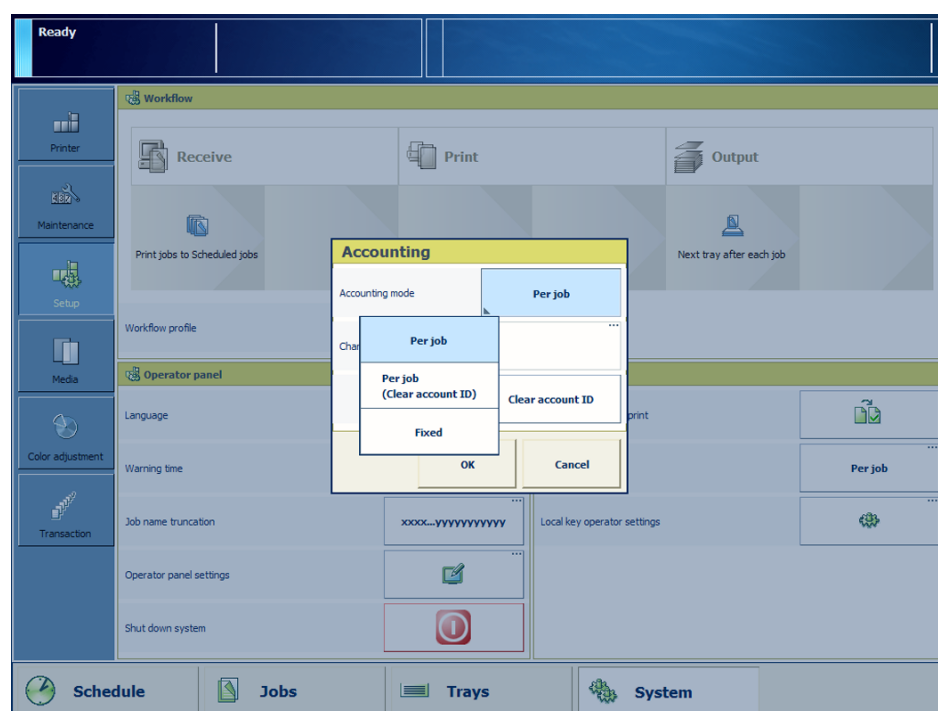 Ready
Workflow
Printer
Receive
Print
Output
Maintenance
Print jobs to Scheduled jobs
Next tray after each job
Accounting
Accounting mode
Per job
Setup
Workflow profile
Per job
Per job
(Clear account ID)
Fixed
Clear account ID
OK
Cancel
Media
Operator panel
Language
print
Color adjustment
Warning time
Per job
Job name truncation
xxxx...yyyyyyyyyyy
Local key operator settings
Transaction
Operator panel settings
Shut down system
Schedule
Jobs
Trays
System